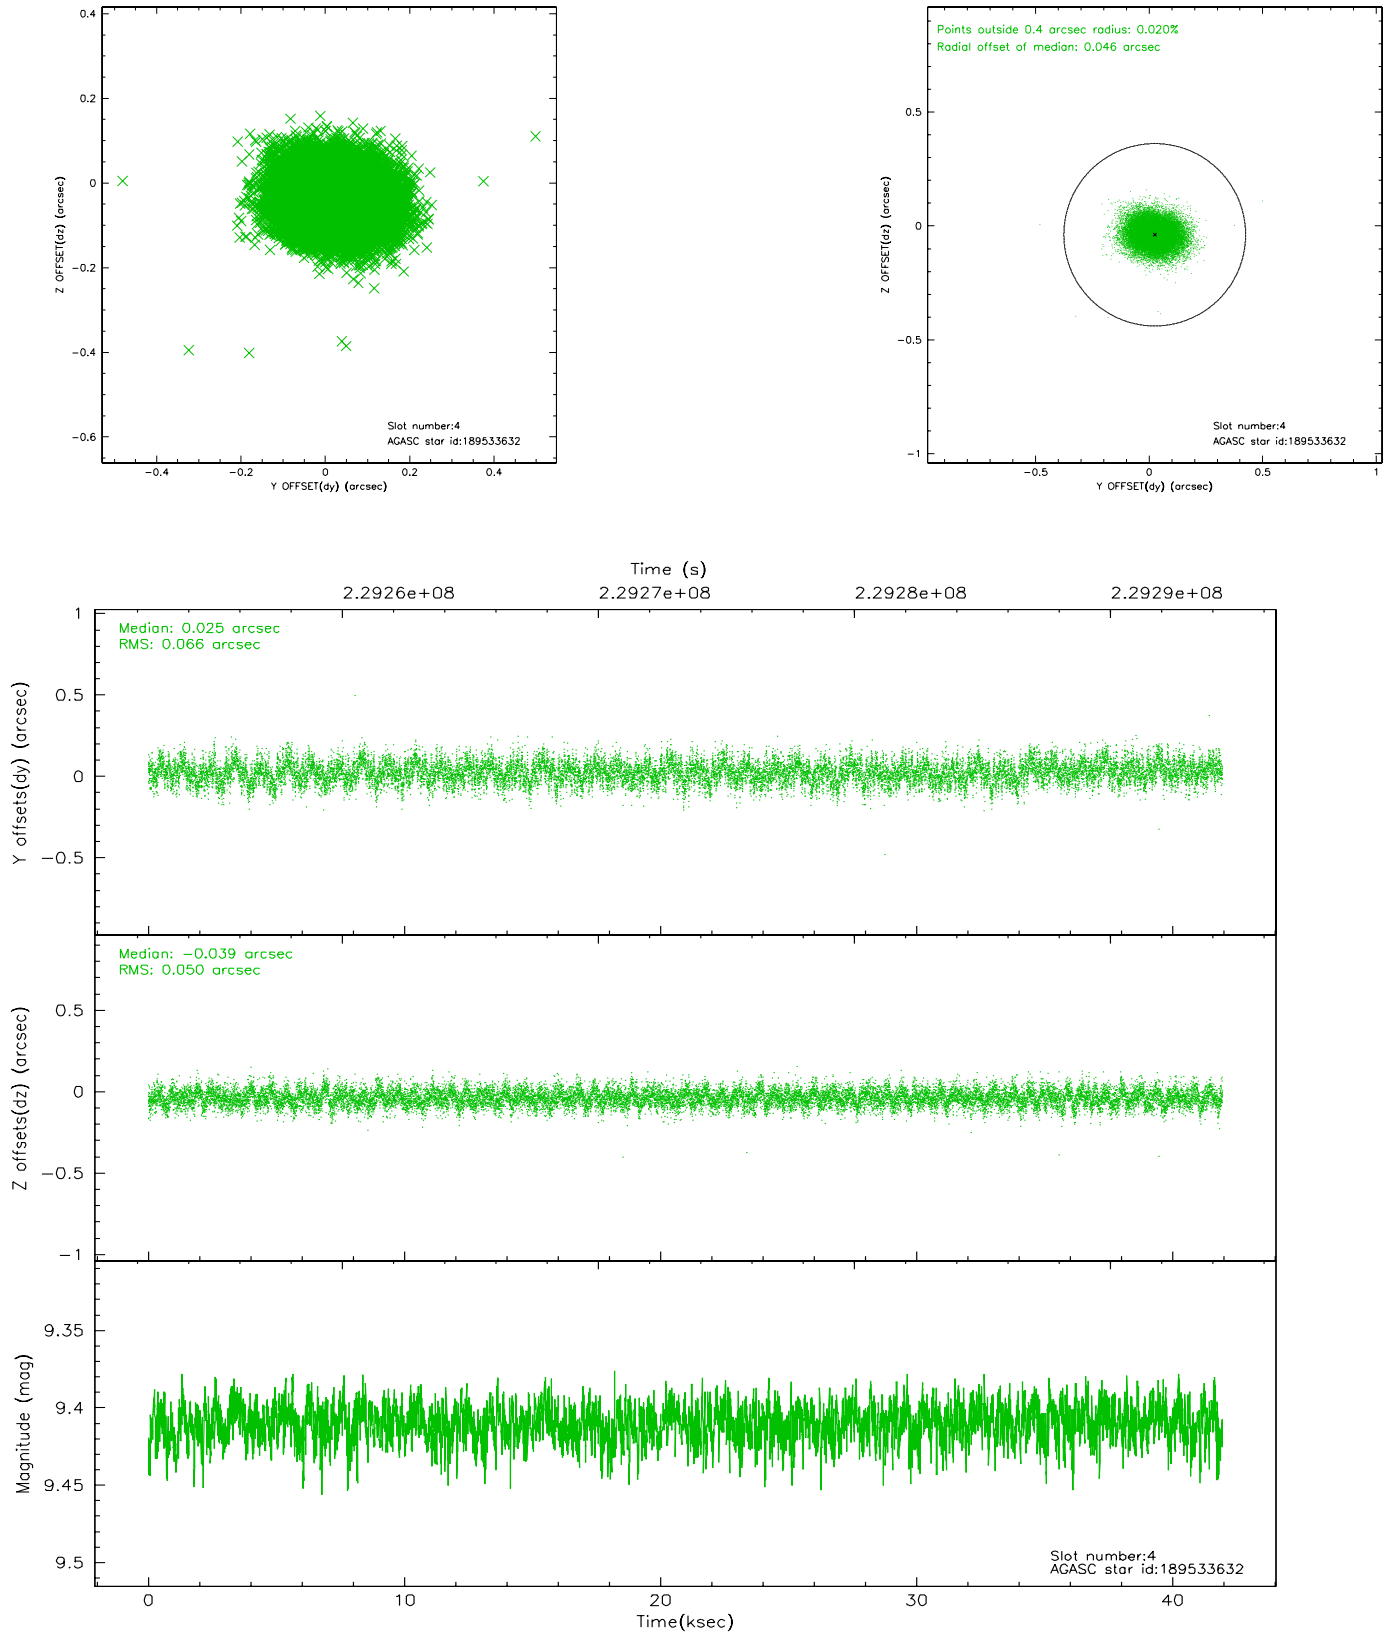 0.4
0.2
0
−0.2
−0.4
−0.6
Z OFFSET(dz) (arcsec)
Slot number:4
AGASC star id:189533632
−0.4
−0.2
0
0.2
0.4
Y OFFSET(dy) (arcsec)
Points outside 0.4 arcsec radius: 0.020%
Radial offset of median: 0.046 arcsec
0.5
0
−0.5
−1
Z OFFSET(dz) (arcsec)
Slot number:4
AGASC star id:189533632
−0.5
0
0.5
1
Y OFFSET(dy) (arcsec)
Time (s)
2.2926e+08
2.2927e+08
2.2928e+08
2.2929e+08
Median: 0.025 arcsec
RMS: 0.066 arcsec
1
0.5
0
−0.5
Y offsets(dy) (arcsec)
Median: −0.039 arcsec
RMS: 0.050 arcsec
0.5
0
−0.5
−1
Z offsets(dz) (arcsec)
9.35
9.4
9.45
9.5
Magnitude (mag)
Slot number:4
AGASC star id:189533632
0
10
20
30
40
Time(ksec)